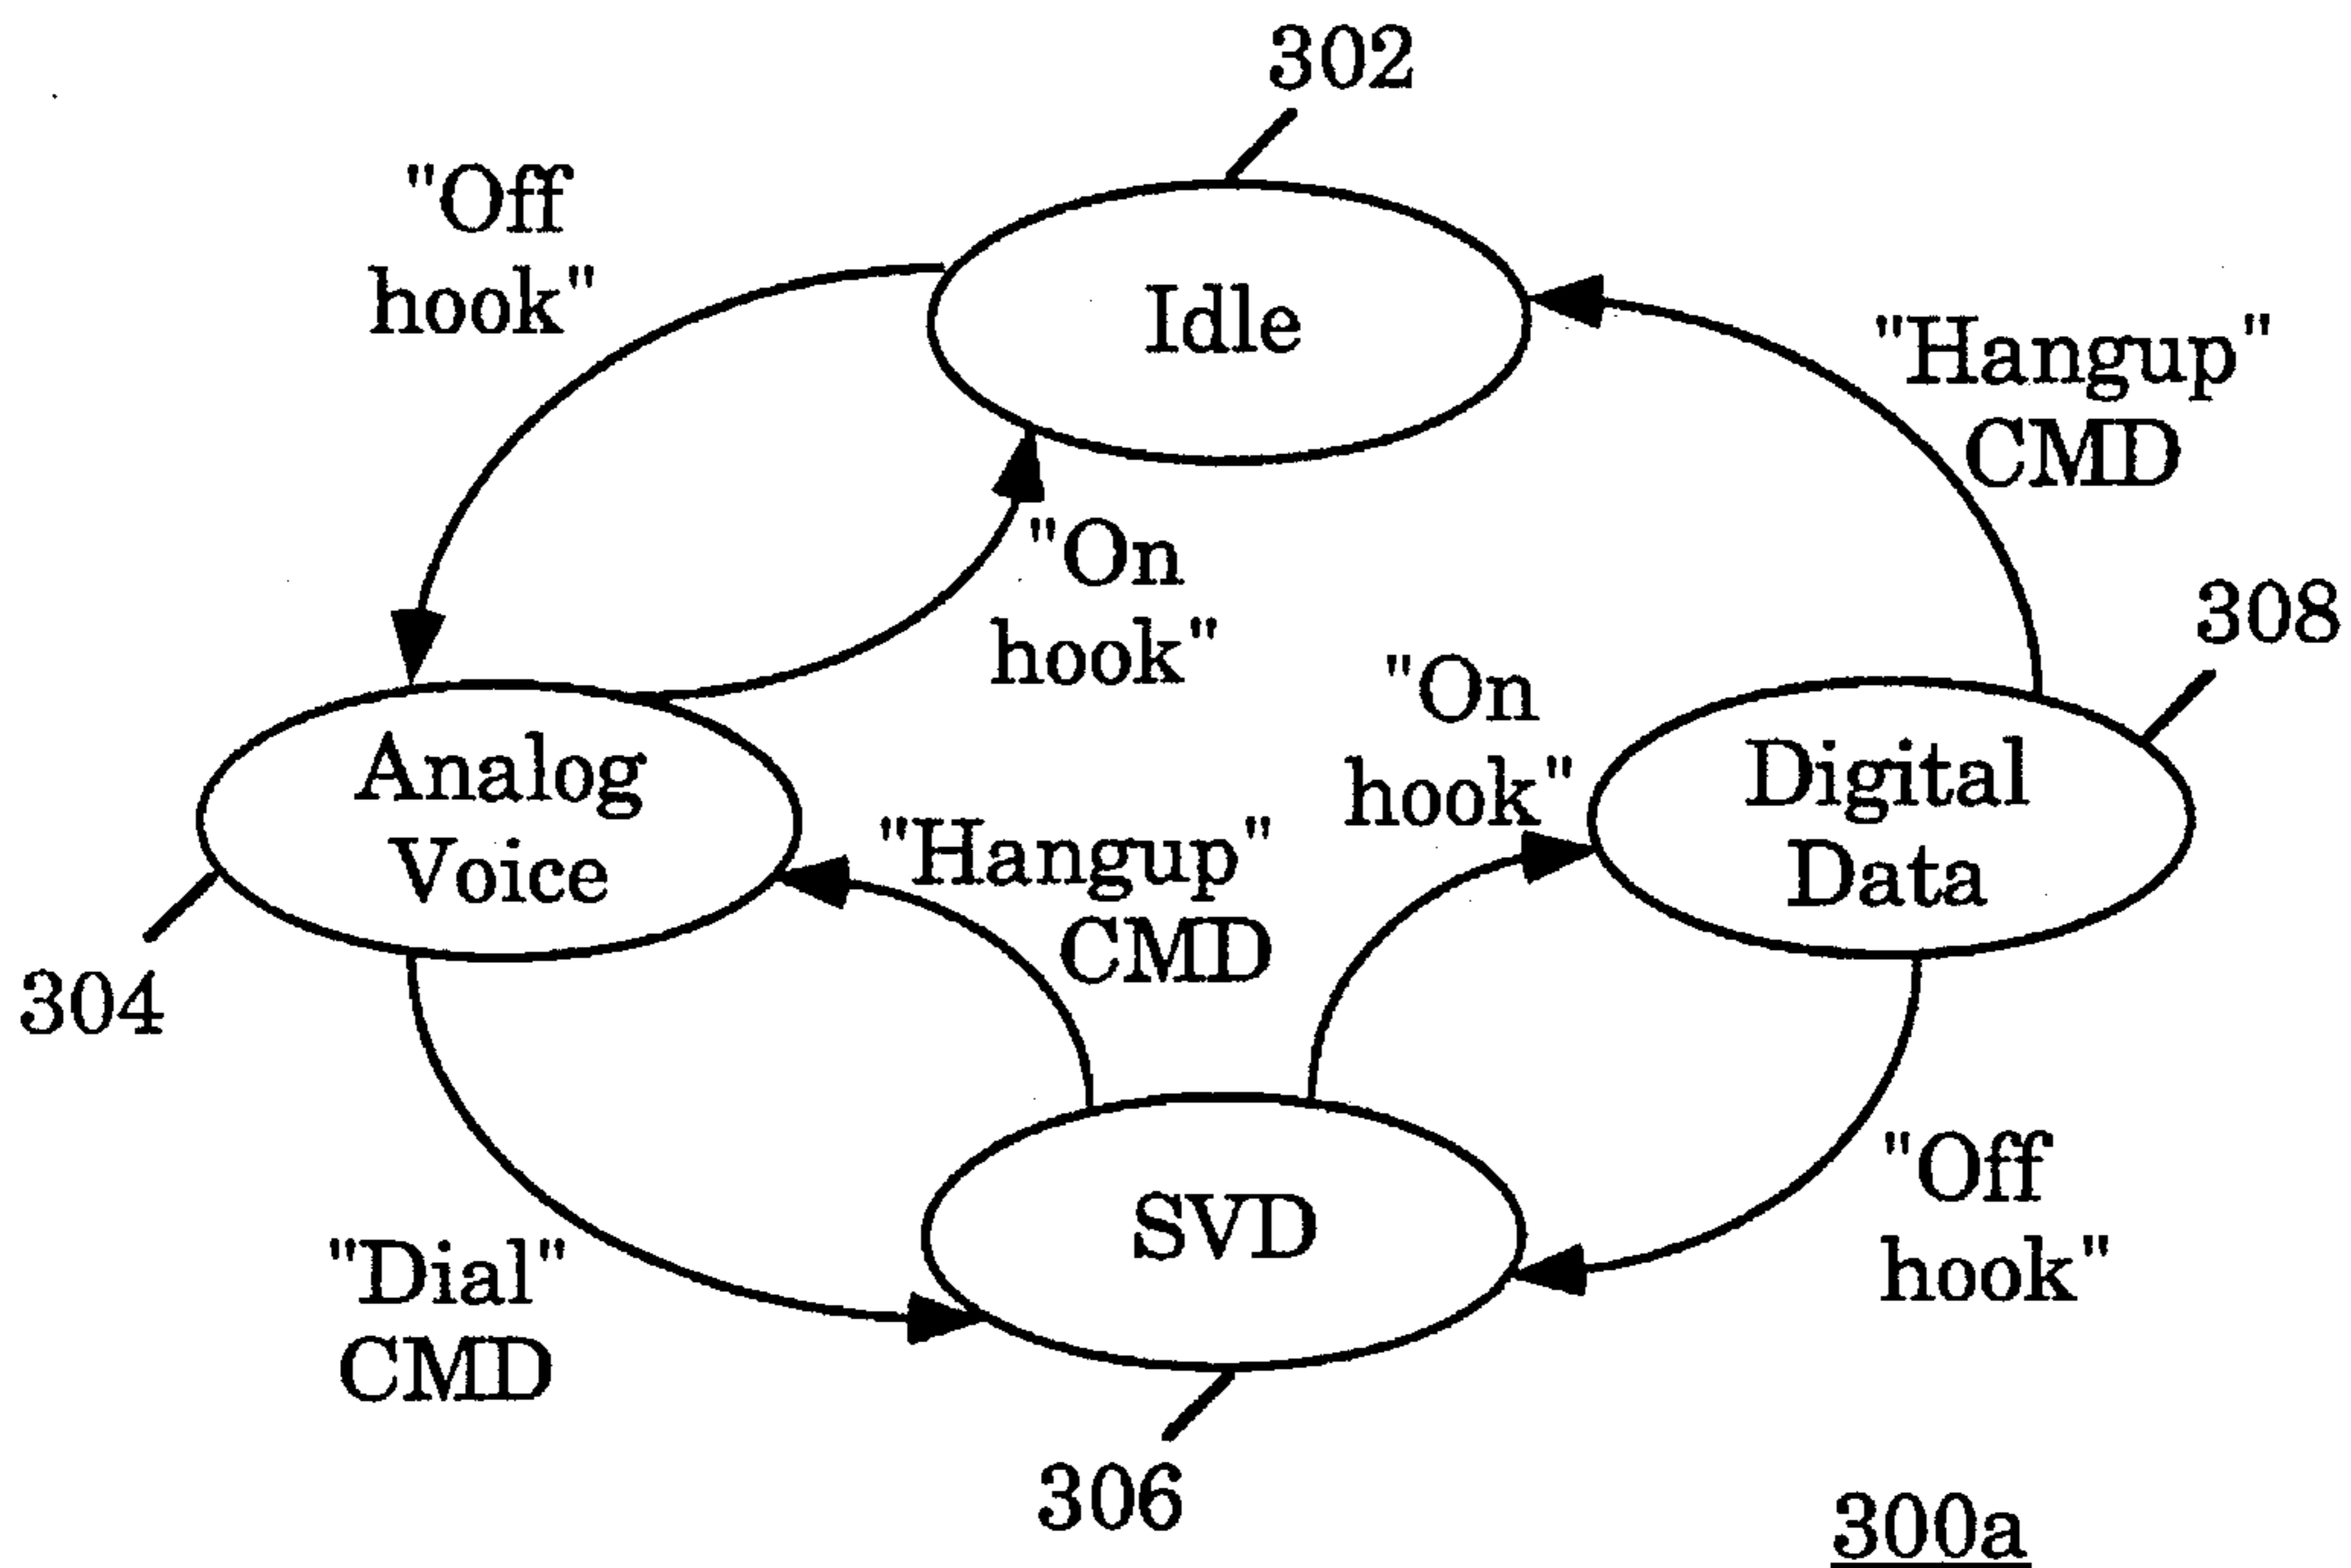 302
"Off
hook"
Idle
"Hangup"
CMD
"On
hook"
308
"On
hook"
Analog
Voice
Digital
Data
"Hangup"
CMD
304
"Off
hook"
SVD
"Dial"
CMD
306
300a